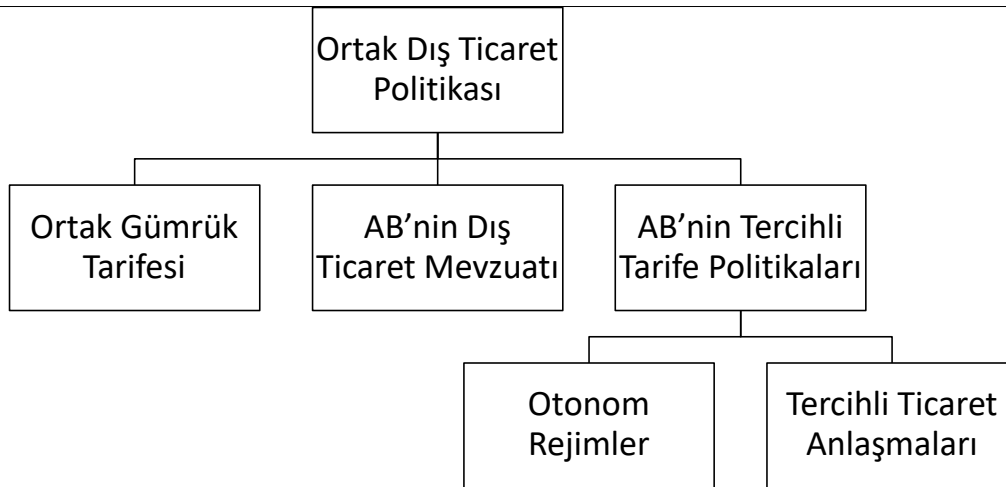 Ortak Dış Ticaret
Politikası
Ortak Gümrük
Tarifesi
AB’nin Dış
Ticaret Mevzuatı
AB’nin Tercihli
Tarife Politikaları
Otonom
Rejimler
Tercihli Ticaret
Anlaşmaları